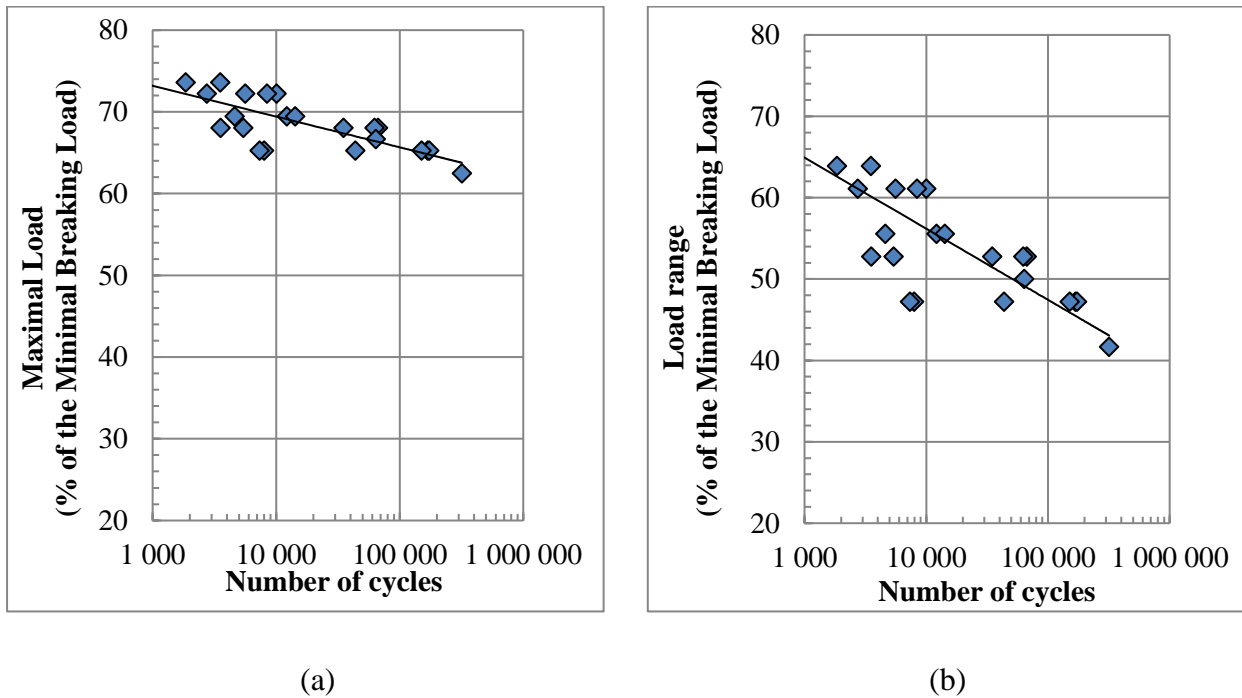 80
70
60
50
40
30
20
1 000 10 000 100 000 1 000 000
Number of cycles
Maximal Load
(% of the Minimal Breaking Load)
(a)
80
70
60
50
40
30
20
1 000 10 000 100 000 1 000 000
Number of cycles
Load range
(% of the Minimal Breaking Load)
(b)